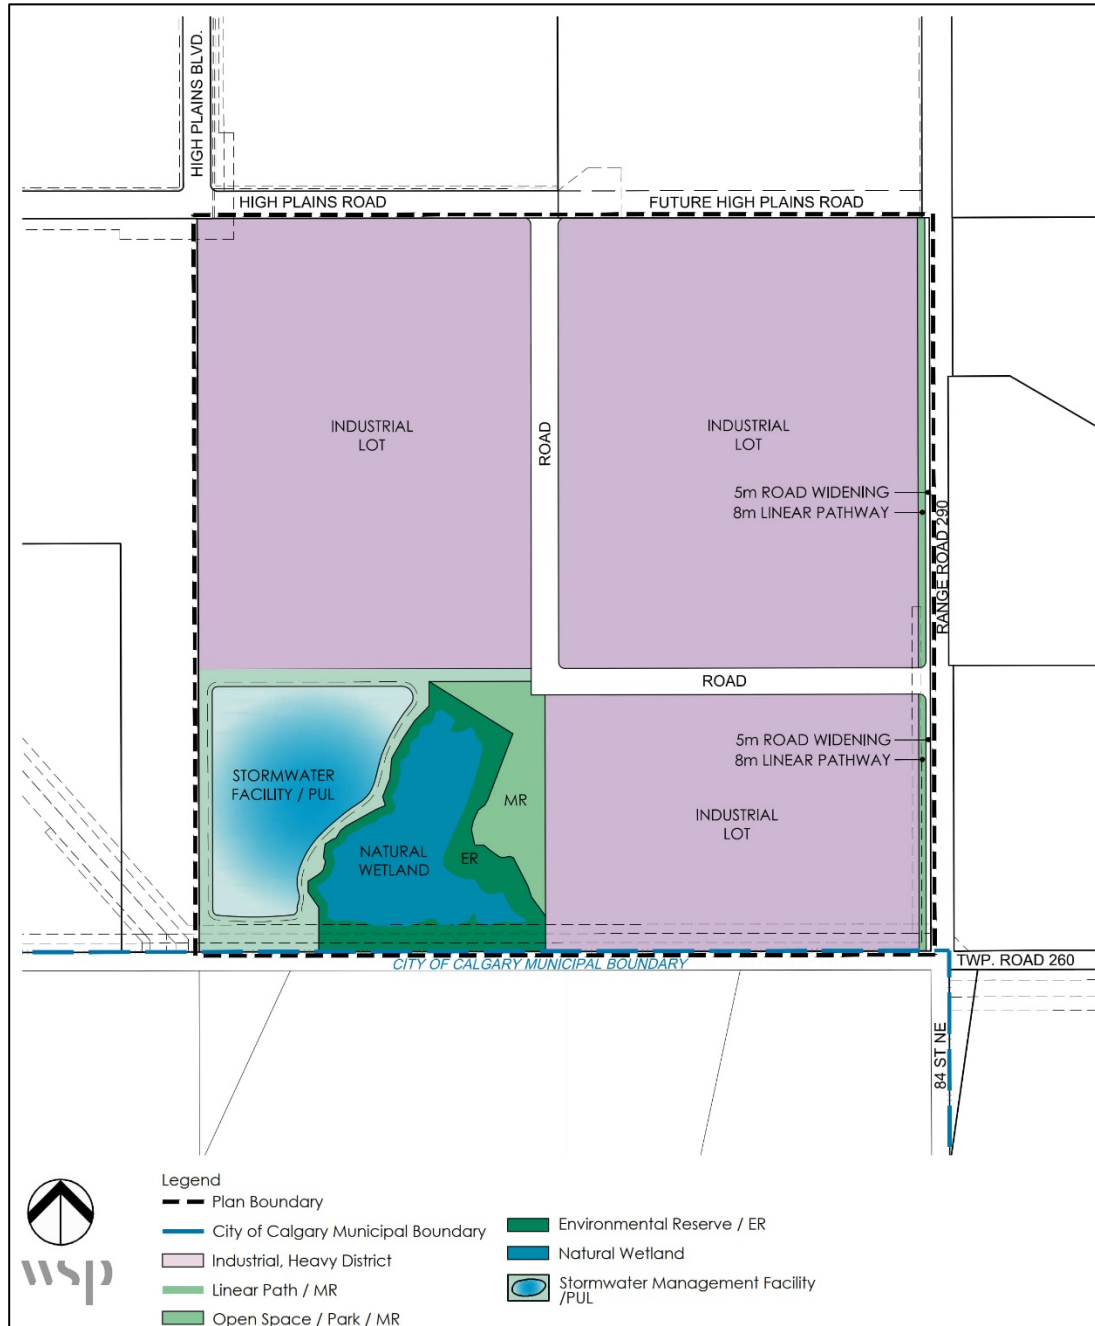 HIGH PLAINS BLVD.
HIGH PLAINS ROAD
FUTURE HIGH PLAINS ROAD
INDUSTRIAL
LOT
ROAD
INDUSTRIAL
LOT
5m ROAD WIDENING
8m LINEAR PATHWAY
RANGE ROAD 290
ROAD
STORMWATER
FACILITY / PUL
NATURAL
WETLAND
ER
MR
INDUSTRIAL
LOT
5m ROAD WIDENING
8m LINEAR PATHWAY
CITY OF CALGARY MUNICIPAL BOUNDARY
TWP. ROAD 260
84 ST NE
wsp
Legend
Plan Boundary
City of Calgary Municipal Boundary
Industrial, Heavy District
Linear Path / MR
Open Space / Park / MR
Environmental Reserve / ER
Natural Wetland
Stormwater Management Facility
/PUL